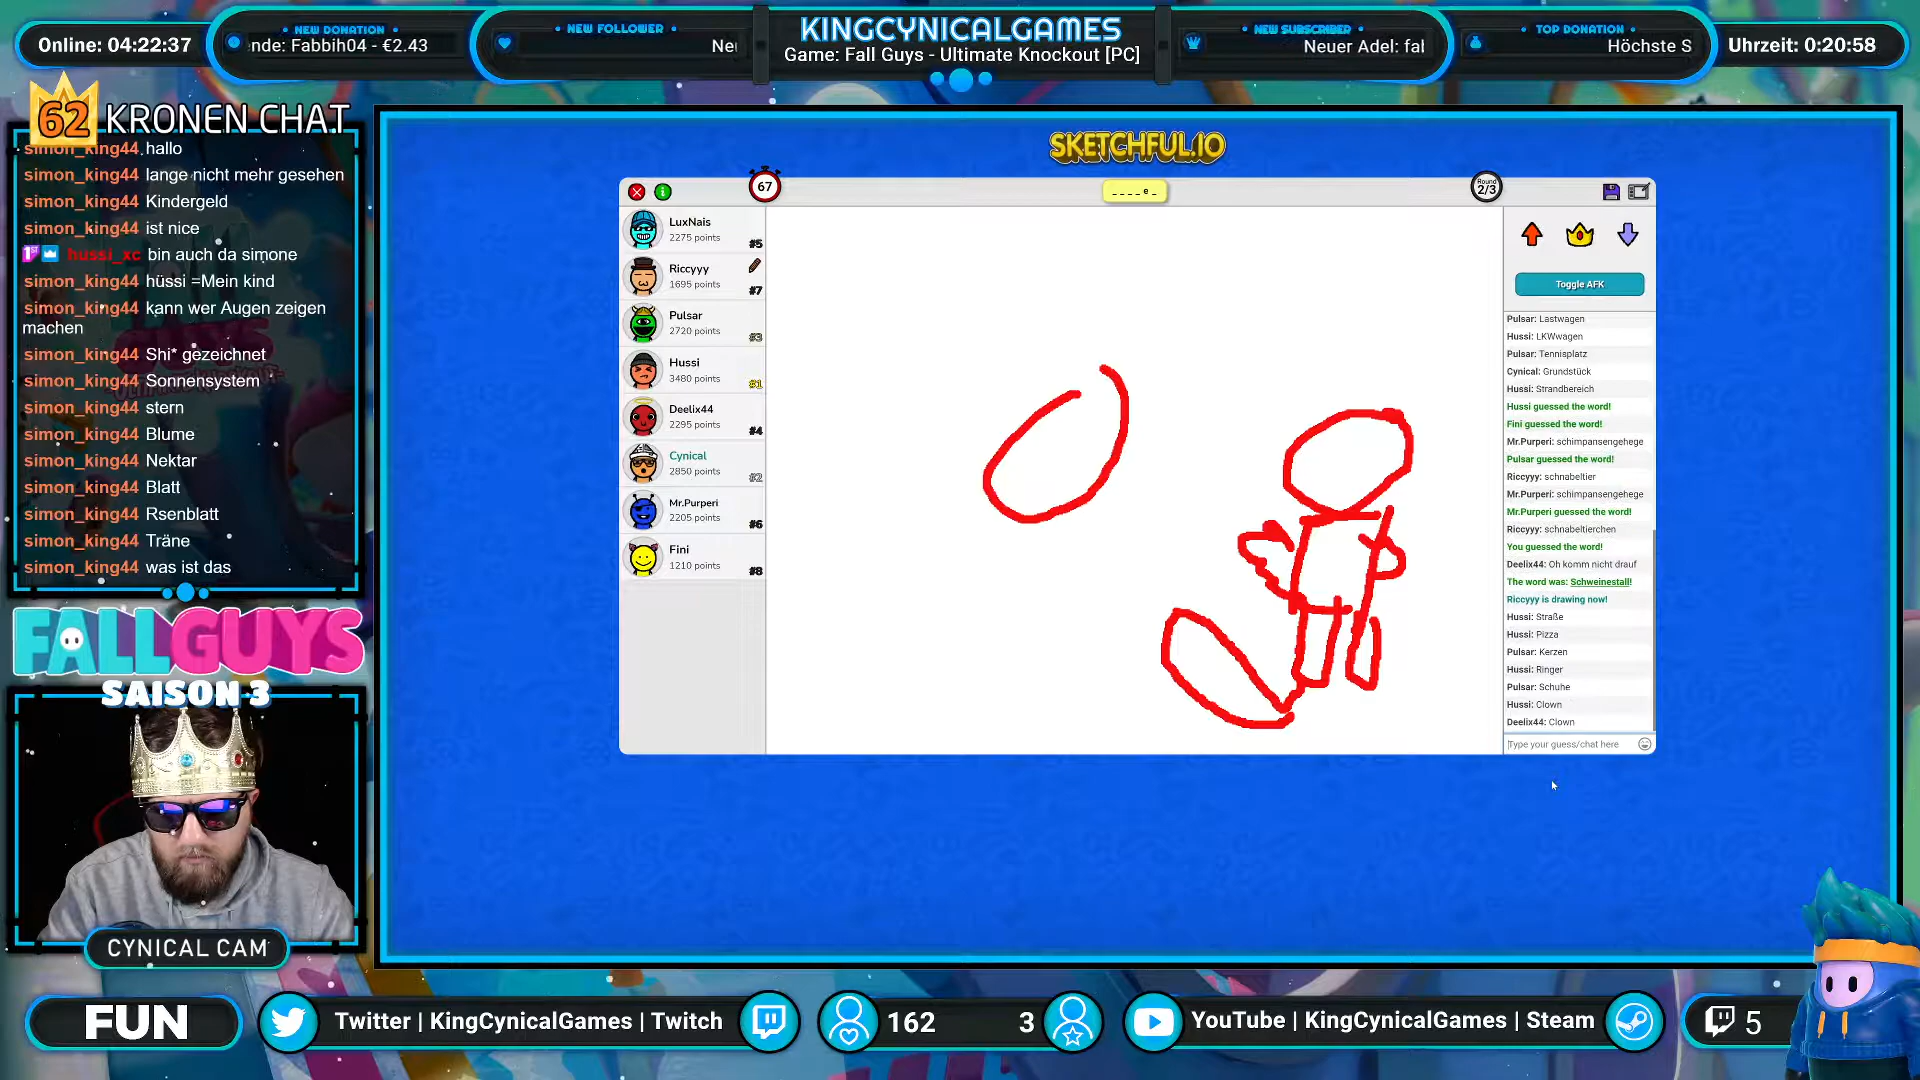 Online: 04:22:37
NEW DONATION
nde: Fabbih04 - €2.43
NEW FOLLOWER
Neu
KINGCYNICALGAMES
Game: Fall Guys - Ultimate Knockout [PC]
NEW SUBSCRIBER
Neuer Adel: fal
TOP DONATION
Höchste S
Uhrzeit: 0:20:58
62 KRONEN CHAT
simon_king44 hallo
simon_king44 lange nicht mehr gesehen
simon_king44 Kindergeld
simon_king44 ist nice
hussi_xc bin auch da simone
simon_king44 hüssi =Mein kind
simon_king44 kann wer Augen zeigen
machen
simon_king44 Shi* gezeichnet
simon_king44 Sonnensystem
simon_king44 stern
simon_king44 Blume
simon_king44 Nektar
simon_king44 Blatt
simon_king44 Rsenblatt
simon_king44 Träne
simon_king44 was ist das
FALL GUYS
SAISON 3
CYNICAL CAM
SKETCHFUL.IO
67
_ _ _ _ e _
Round
2/3
LuxNais
2275 points
#5
Riccyyy
1695 points
#7
Pulsar
2720 points
#3
Hussi
3480 points
#1
Deelix44
2295 points
#4
Cynical
2850 points
#2
Mr.Purperi
2205 points
#6
Fini
1210 points
#8
Toggle AFK
Pulsar: Lastwagen
Hussi: LKWwagen
Pulsar: Tennisplatz
Cynical: Grundstück
Hussi: Strandbereich
Hussi guessed the word!
Fini guessed the word!
Mr.Purperi: schimpansengehege
Pulsar guessed the word!
Riccyyy: schnabeltier
Mr.Purperi: schimpansengehege
Mr.Purperi guessed the word!
Riccyyy: schnabeltierchen
You guessed the word!
Deelix44: Oh komm nicht drauf
The word was: Schweinestall!
Riccyyy is drawing now!
Hussi: Straße
Hussi: Pizza
Pulsar: Kerzen
Hussi: Ringer
Pulsar: Schuhe
Hussi: Clown
Deelix44: Clown
Type your guess/chat here
FUN
Twitter | KingCynicalGames | Twitch
162
3
YouTube | KingCynicalGames | Steam
5